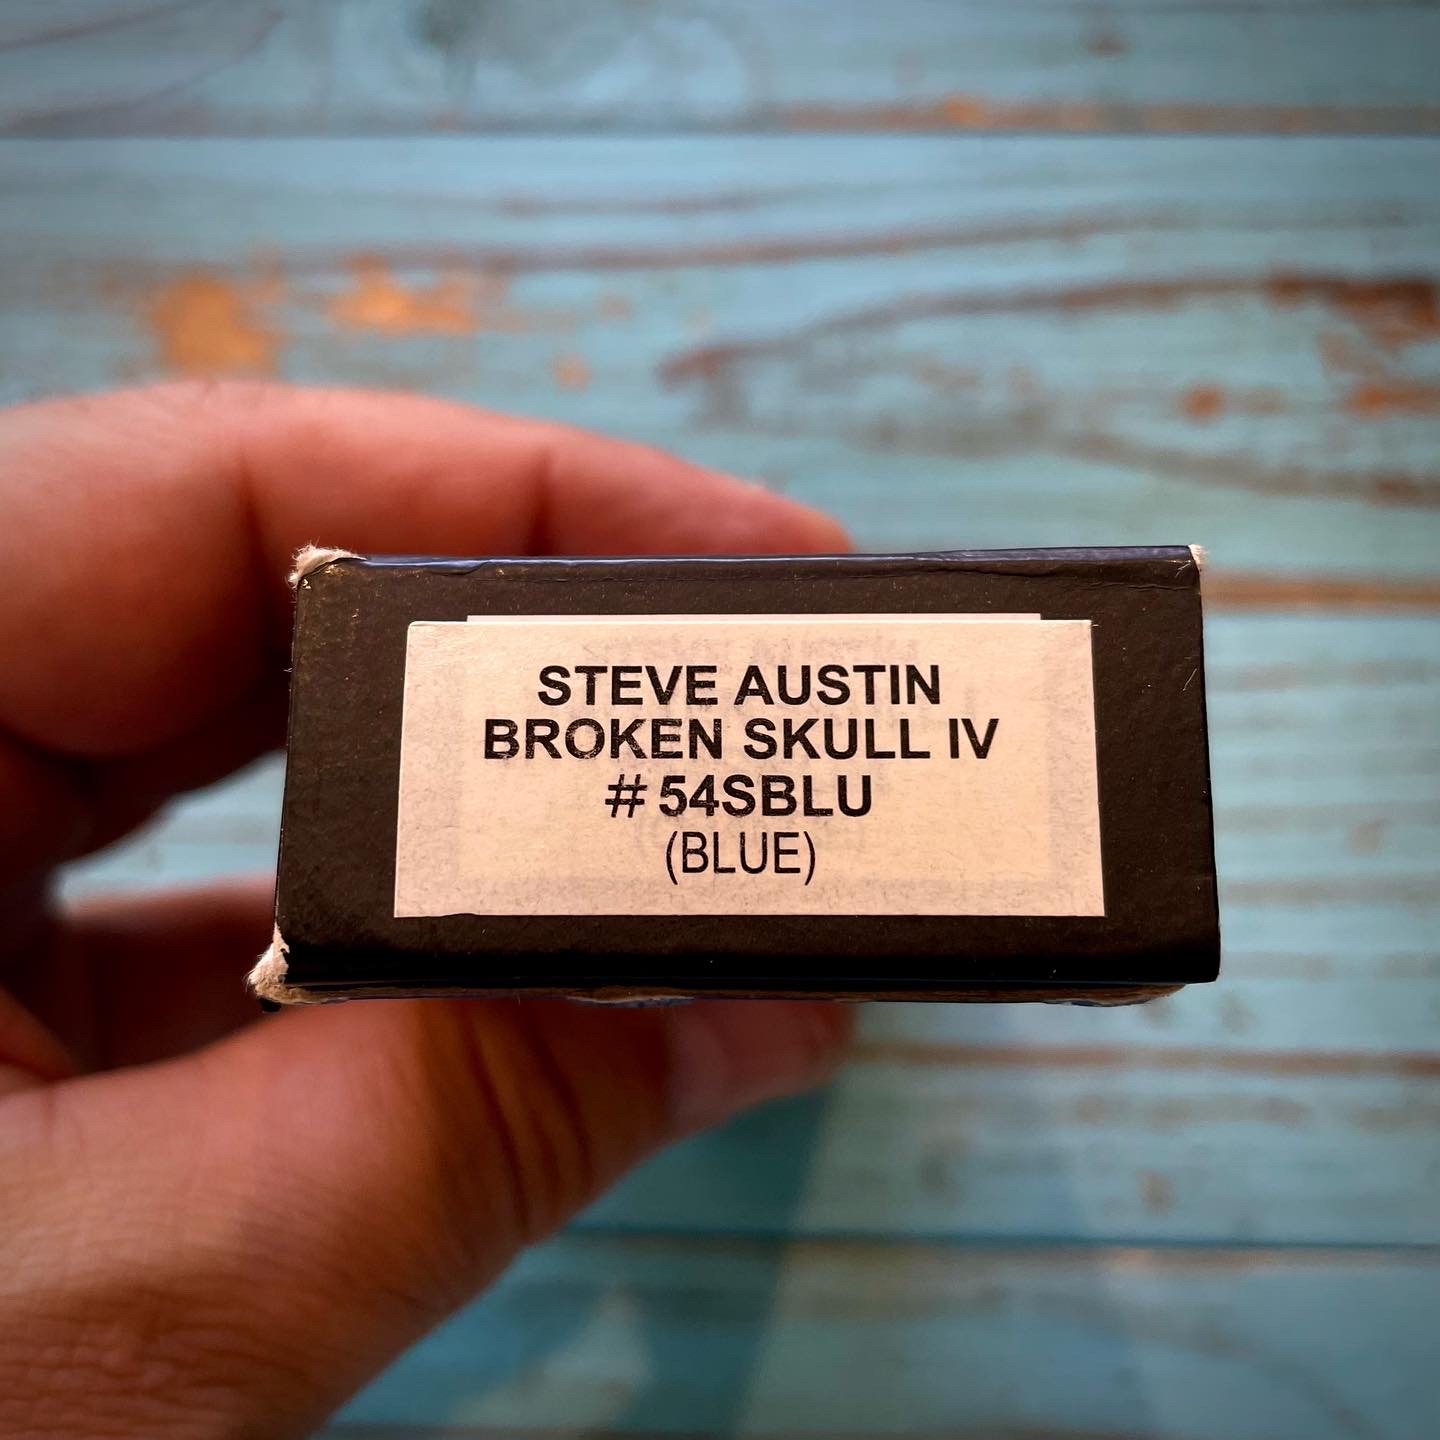 STEVE AUSTIN
BROKEN SKULL IV
# 54SBLU
(BLUE)